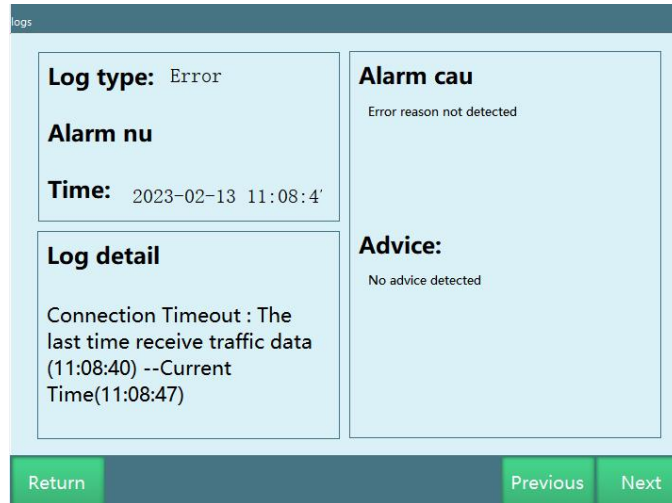 logs
Log type: Error
Alarm nu
Time: 2023-02-13 11:08:4
Log detail
Connection Timeout : The
last time receive traffic data
(11:08:40) --Current
Time(11:08:47)
Alarm cau
Error reason not detected
Advice:
No advice detected
Return
Previous
Next